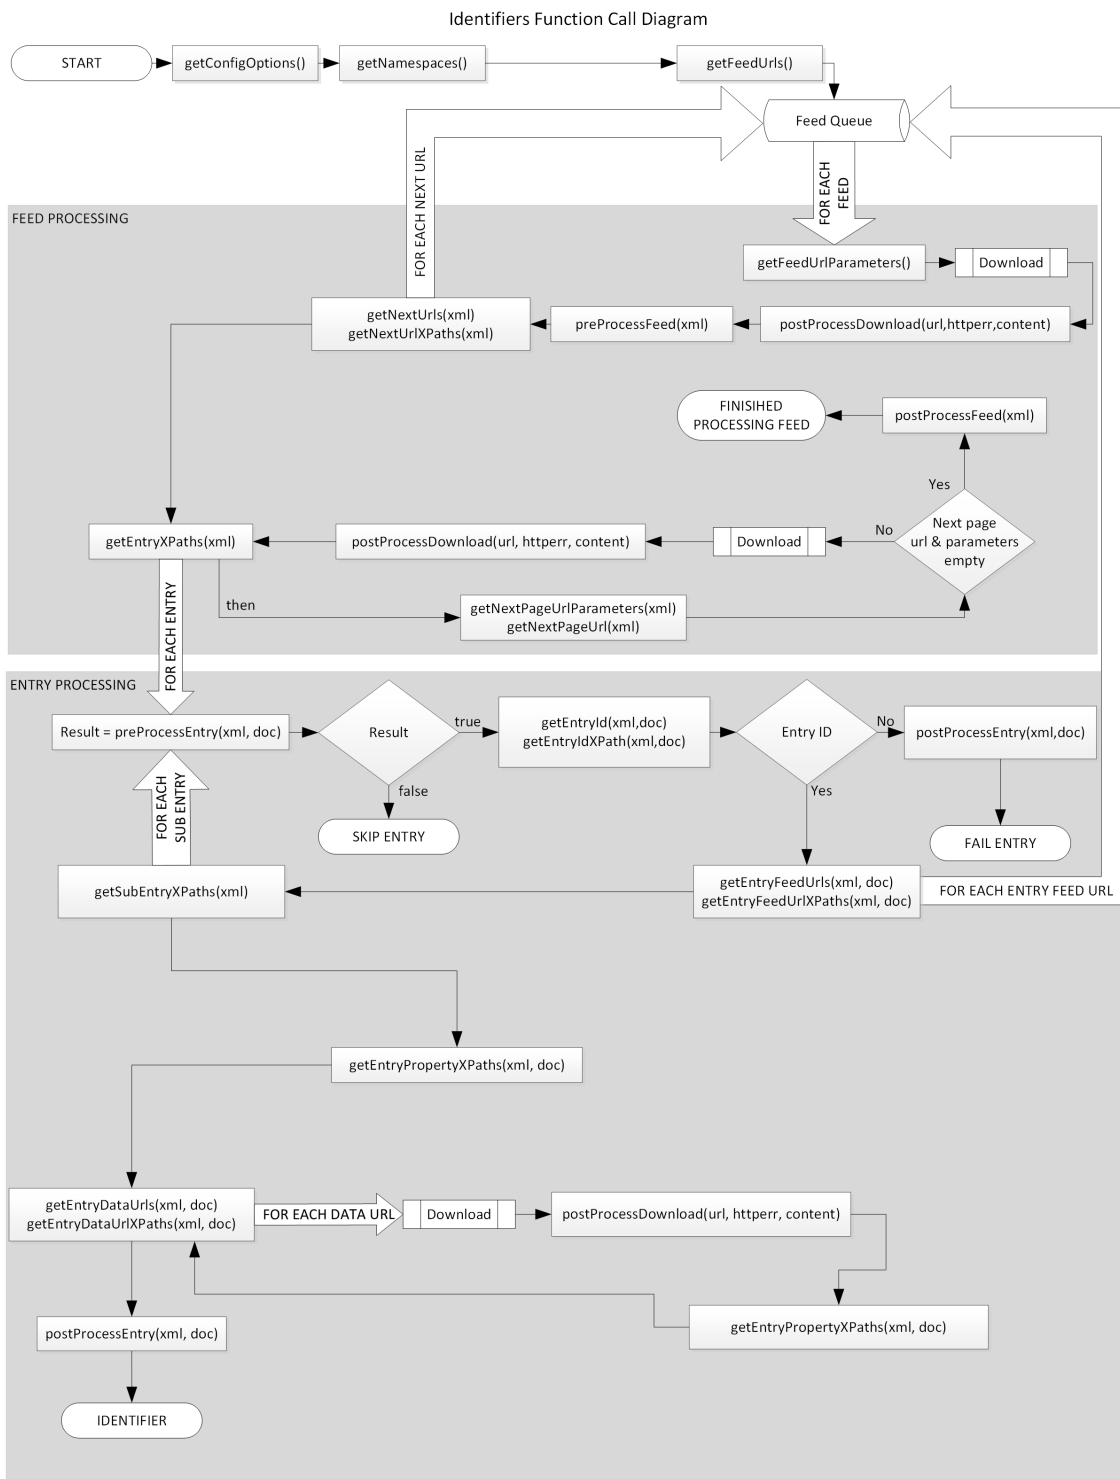 Identifiers Function Call Diagram
START
getConfigOptions()
getNamespaces()
getFeedUrls()
Feed Queue
FOR EACH NEXT URL
FOR EACH
FEED
FEED PROCESSING
getFeedUrlParameters()
Download
getNextUrls(xml)
getNextUrlXPaths(xml)
preProcessFeed(xml)
postProcessDownload(url,httperr,content)
FINISIHED
PROCESSING FEED
postProcessFeed(xml)
Yes
getEntryXPaths(xml)
postProcessDownload(url, httperr, content)
Download
No
Next page
url & parameters
empty
then
getNextPageUrlParameters(xml)
getNextPageUrl(xml)
FOR EACH ENTRY
ENTRY PROCESSING
Result = preProcessEntry(xml, doc)
Result
true
getEntryId(xml,doc)
getEntryIdXPath(xml,doc)
Entry ID
No
postProcessEntry(xml,doc)
false
Yes
SKIP ENTRY
FAIL ENTRY
FOR EACH
SUB ENTRY
getSubEntryXPaths(xml)
getEntryFeedUrls(xml, doc)
getEntryFeedUrlXPaths(xml, doc)
FOR EACH ENTRY FEED URL
getEntryPropertyXPaths(xml, doc)
getEntryDataUrls(xml, doc)
getEntryDataUrlXPaths(xml, doc)
FOR EACH DATA URL
Download
postProcessDownload(url, httperr, content)
getEntryPropertyXPaths(xml, doc)
postProcessEntry(xml, doc)
IDENTIFIER